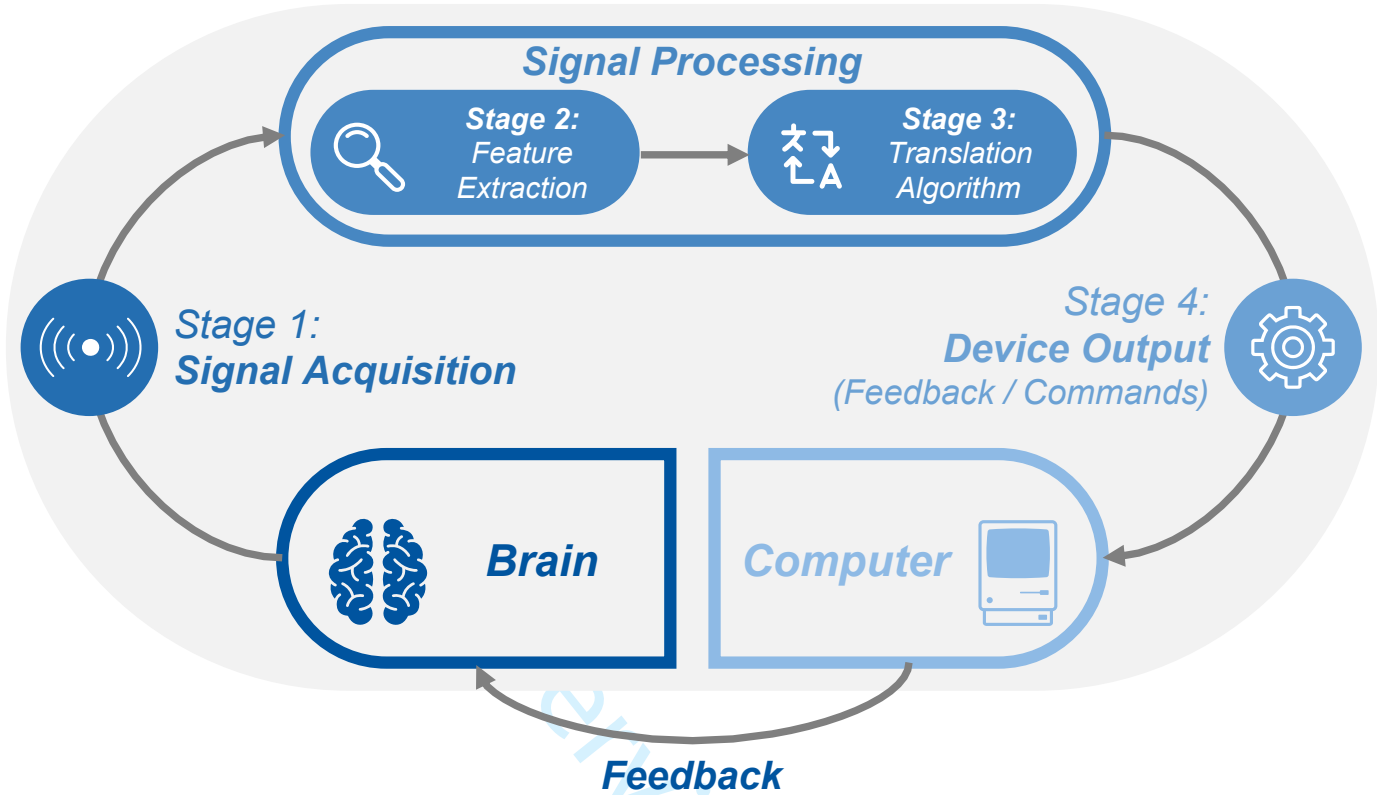 Signal Processing
Stage 2:
Feature
Extraction
文
A
Stage 3:
Translation
Algorithm
Stage 1:
Signal Acquisition
Stage 4:
Device Output
(Feedback / Commands)
Brain
Computer
Feedback